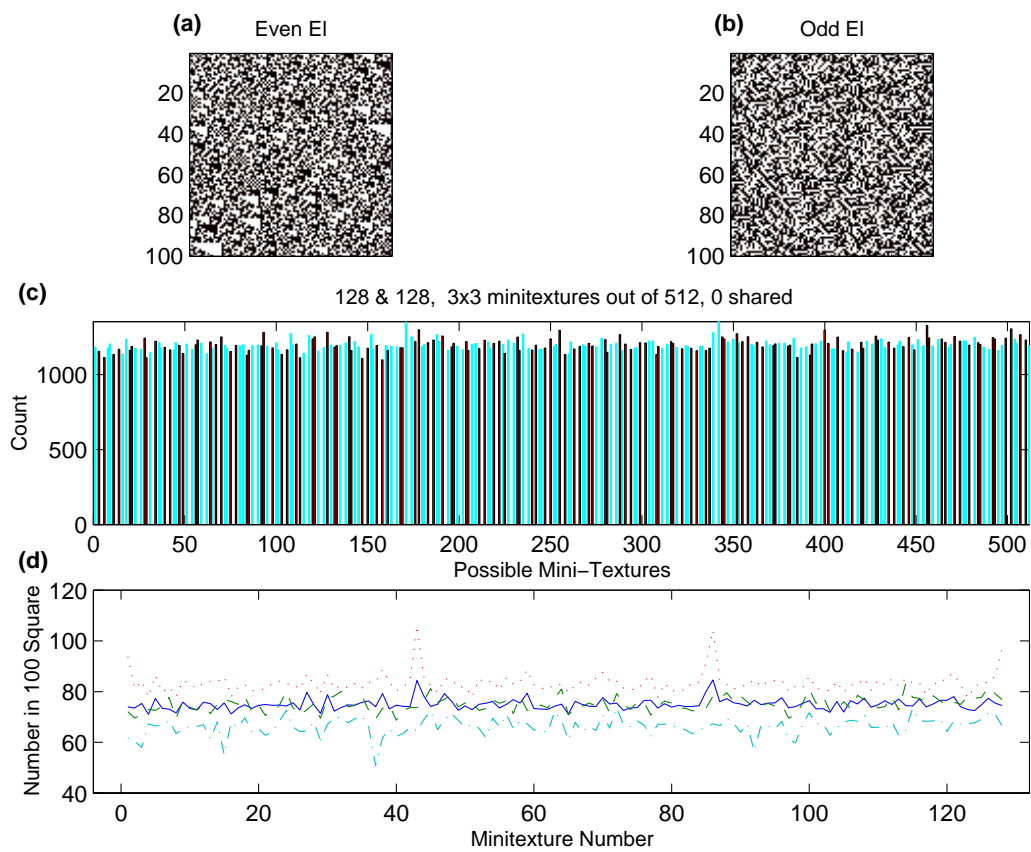 (a) Even EI
20
40
60
80
100
(b) Odd EI
20
40
60
80
100
(c) 128 & 128, 3x3 minitextures out of 512, 0 shared
1000
500
0
Count
0 50 100 150 200 250 300 350 400 450 500
Possible Mini−Textures
(d)
120
100
80
60
40
Number in 100 Square
0 20 40 60 80 100 120
Minitexture Number